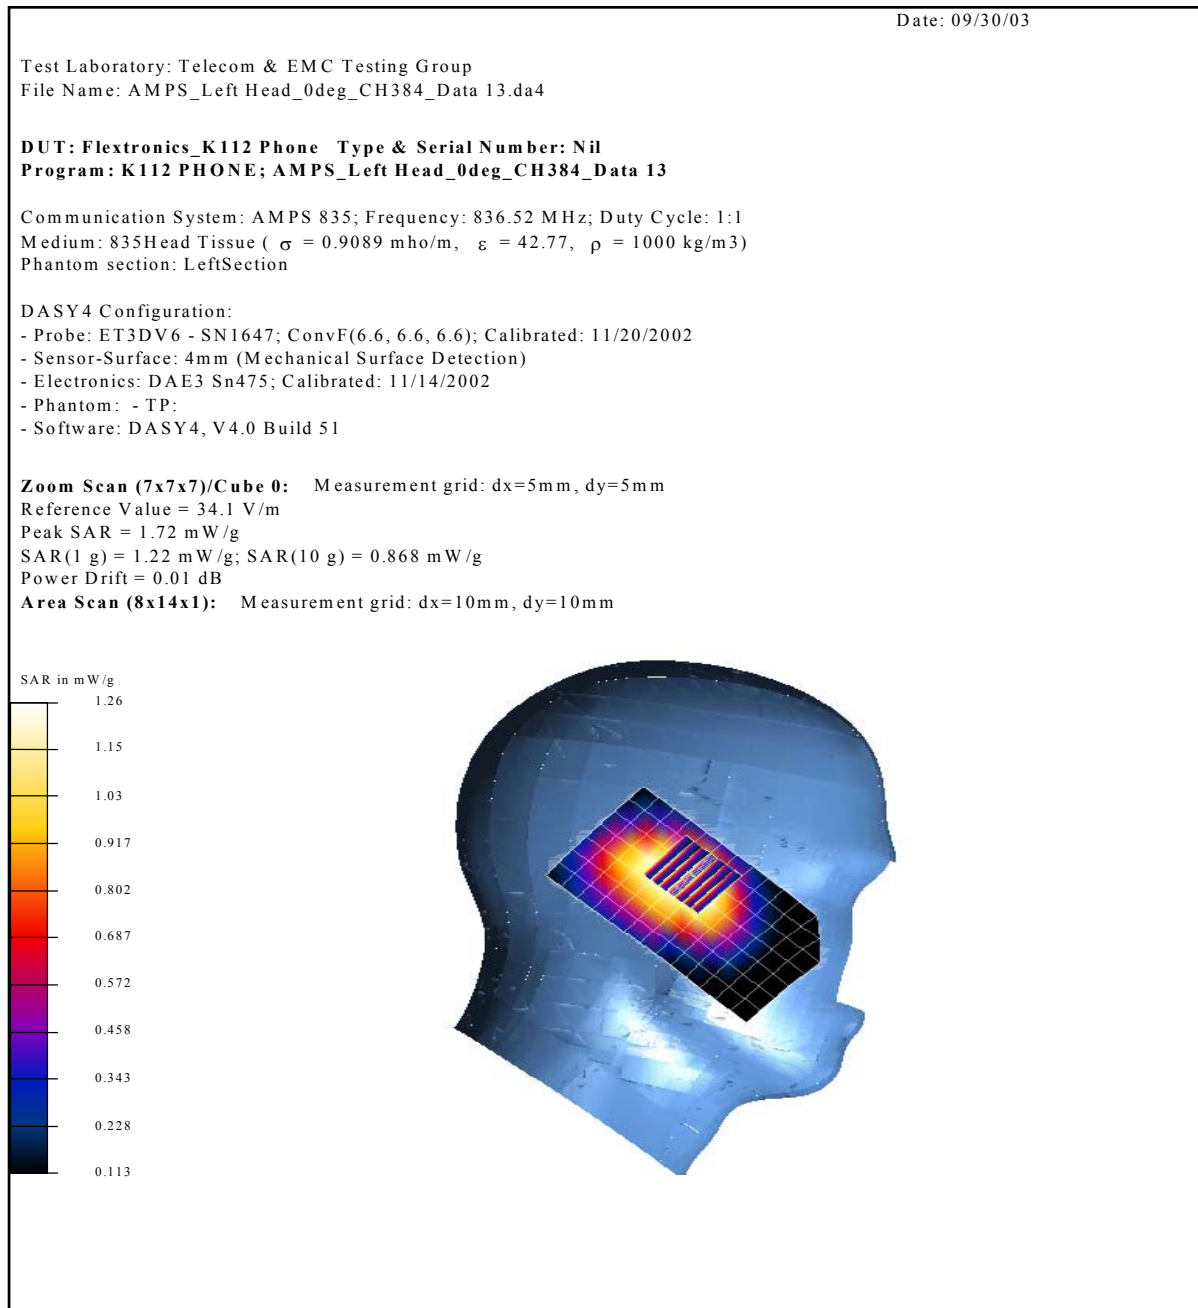 Date: 09/30/03
Test Laboratory: Telecom & EMC Testing Group
File Name: AMPS_Left Head_0deg_CH384_Data 13.da4
DUT: Flextronics_K112 Phone   Type & Serial Number: Nil
Program: K112 PHONE; AMPS_Left Head_0deg_CH384_Data 13
Communication System: AMPS 835; Frequency: 836.52 MHz; Duty Cycle: 1:1
Medium: 835Head Tissue ( σ = 0.9089 mho/m,  ε = 42.77,  ρ = 1000 kg/m3)
Phantom section: LeftSection
DASY4 Configuration:
- Probe: ET3DV6 - SN1647; ConvF(6.6, 6.6, 6.6); Calibrated: 11/20/2002
- Sensor-Surface: 4mm (Mechanical Surface Detection)
- Electronics: DAE3 Sn475; Calibrated: 11/14/2002
- Phantom:  - TP:
- Software: DASY4, V4.0 Build 51
Zoom Scan (7x7x7)/Cube 0:   Measurement grid: dx=5mm, dy=5mm
Reference Value = 34.1 V/m
Peak SAR = 1.72 mW/g
SAR(1 g) = 1.22 mW/g; SAR(10 g) = 0.868 mW/g
Power Drift = 0.01 dB
Area Scan (8x14x1):   Measurement grid: dx=10mm, dy=10mm
SAR in mW/g
1.26
1.15
1.03
0.917
0.802
0.687
0.572
0.458
0.343
0.228
0.113